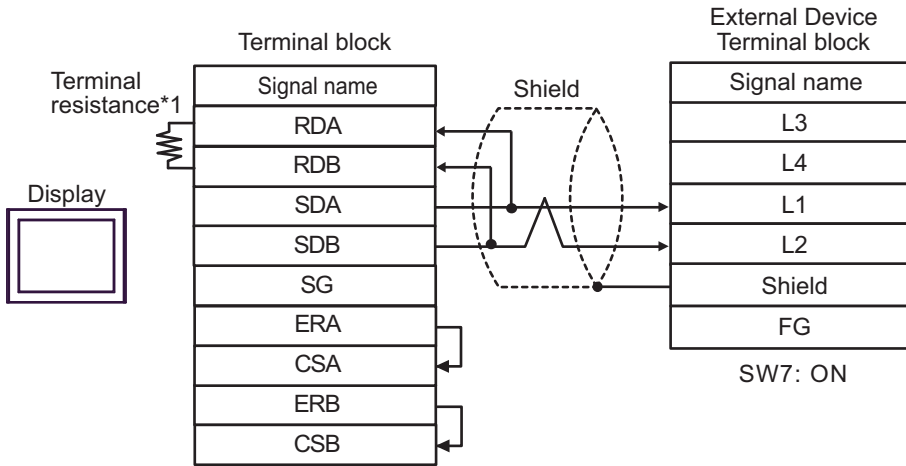 Terminal block
External Device
Terminal block
Terminal
resistance*1
Shield
Display
Signal name
RDA
RDB
SDA
SDB
SG
ERA
CSA
ERB
CSB
Signal name
L3
L4
L1
L2
Shield
FG
SW7: ON